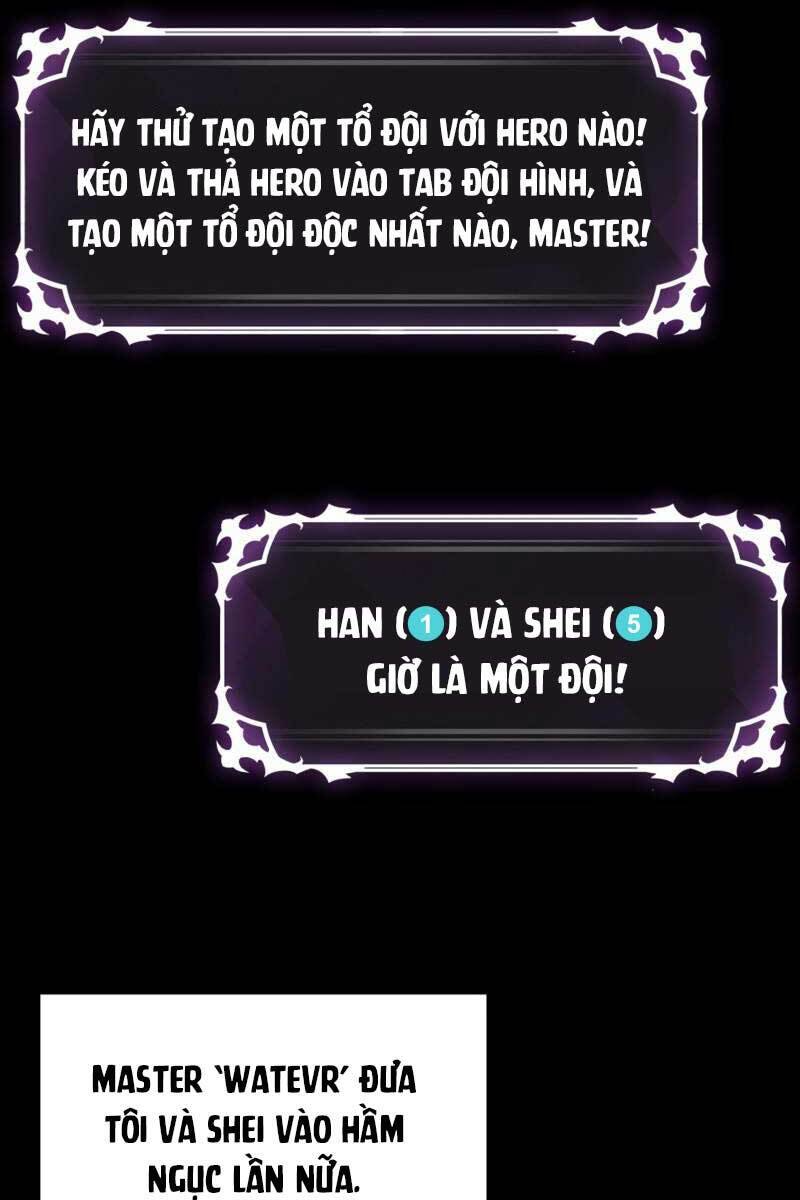 HÃY THỬ TẠO MỘT TỔ ĐỘI VỚI HERO NÀO!
KÉO VÀ THẢ HERO VÀO TAB ĐỘI HÌNH, VÀ
TẠO MỘT TỔ ĐỘI ĐỘC NHẤT NÀO, MASTER!
HAN (1) VÀ SHEI (5)
GIỜ LÀ MỘT ĐỘI!
MASTER 'WATEVR' ĐƯA
TÔI VÀ SHEI VÀO HẦM
NGỤC LẦN NỮA.